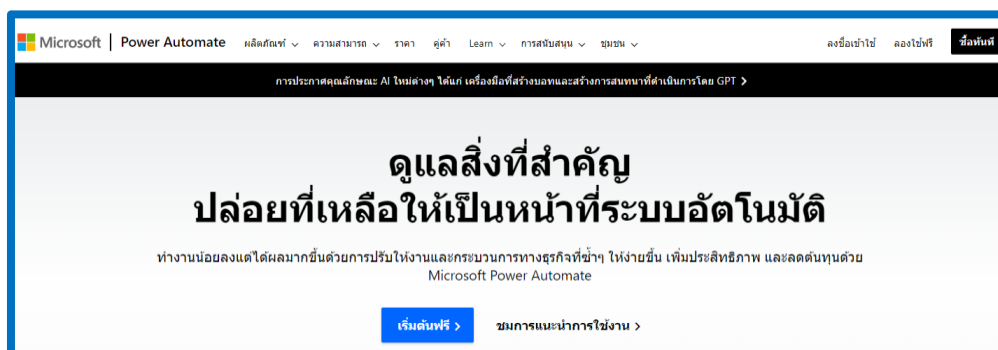 Microsoft | Power Automate ผลิตภัณฑ์ ความสามารถ ราคา คู่ค้า Learn การสนับสนุน ชุมชน ลงชื่อเข้าใช้ ลองใช้ฟรี ซื้อทันที
การประกาศคุณลักษณะ AI ใหม่ต่างๆ ได้แก่ เครื่องมือที่สร้างบอทและสร้างการสนทนาที่ดำเนินการโดย GPT >
ดูแลสิ่งที่สำคัญ
ปล่อยที่เหลือให้เป็นหน้าที่ระบบอัตโนมัติ
ทำงานน้อยลงแต่ได้ผลมากขึ้นด้วยการปรับให้งานและกระบวนการทางธุรกิจที่ซ้ำๆ ให้ง่ายขึ้น เพิ่มประสิทธิภาพ และลดต้นทุนด้วย
Microsoft Power Automate
เริ่มต้นฟรี > ชมการแนะนำการใช้งาน >